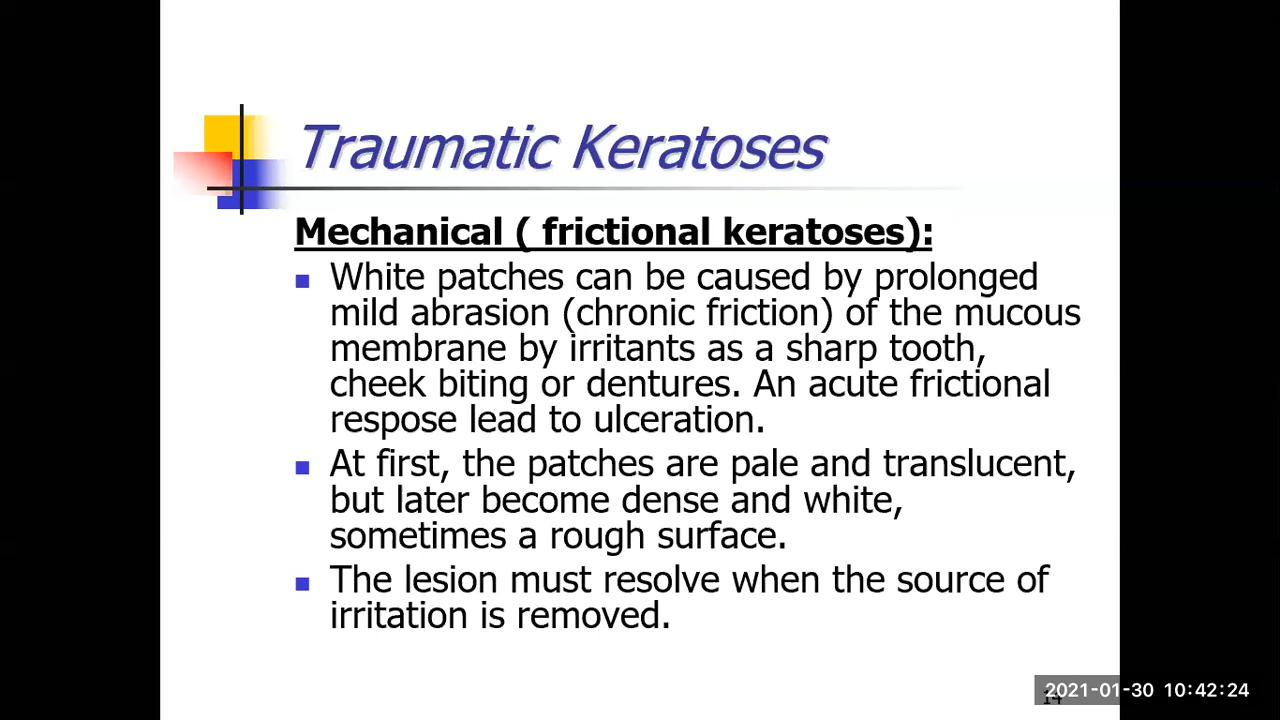 Traumatic Keratoses
Mechanical ( frictional keratoses):
White patches can be caused by prolonged
mild abrasion (chronic friction) of the mucous
membrane by irritants as a sharp tooth,
cheek biting or dentures. An acute frictional
respose lead to ulceration.
At first, the patches are pale and translucent,
but later become dense and white,
sometimes a rough surface.
The lesion must resolve when the source of
irritation is removed.
2021-01-30 10:42:24